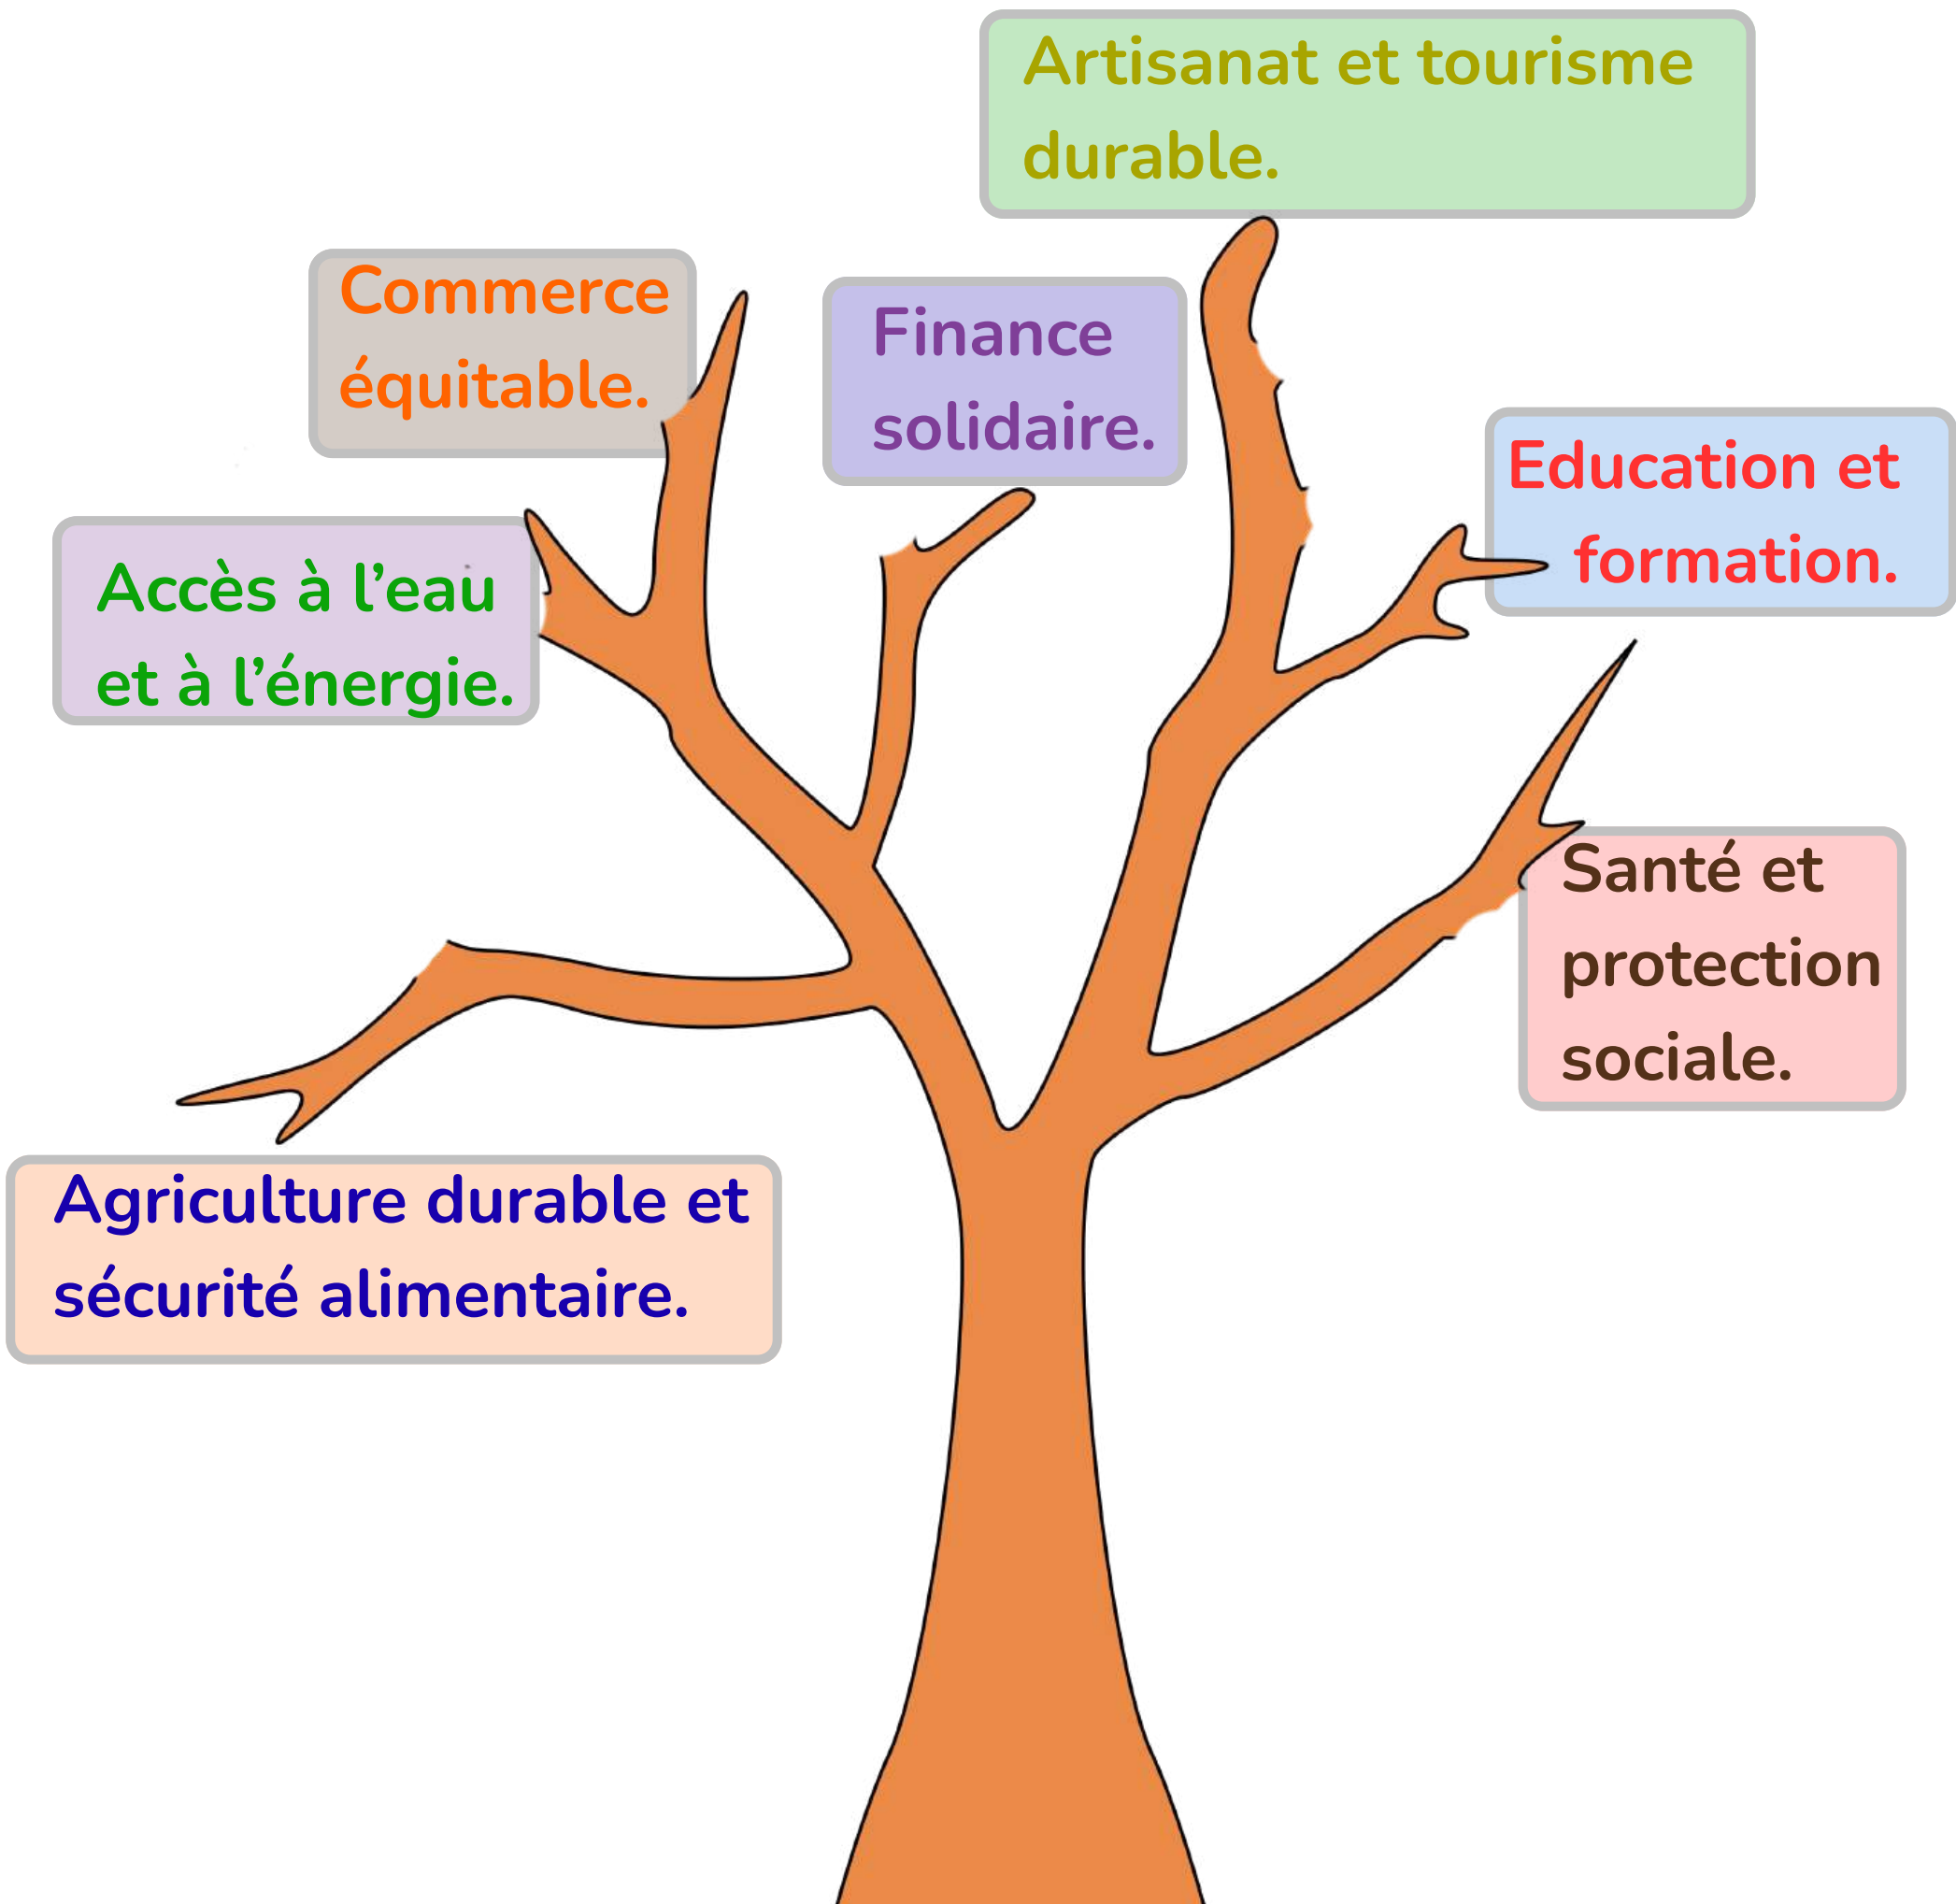 Artisanat et tourisme
durable.
Commerce
équitable.
Finance
solidaire.
Education et
formation.
Accès à l'eau
et à l'énergie.
Santé et
protection
sociale.
Agriculture durable et
sécurité alimentaire.